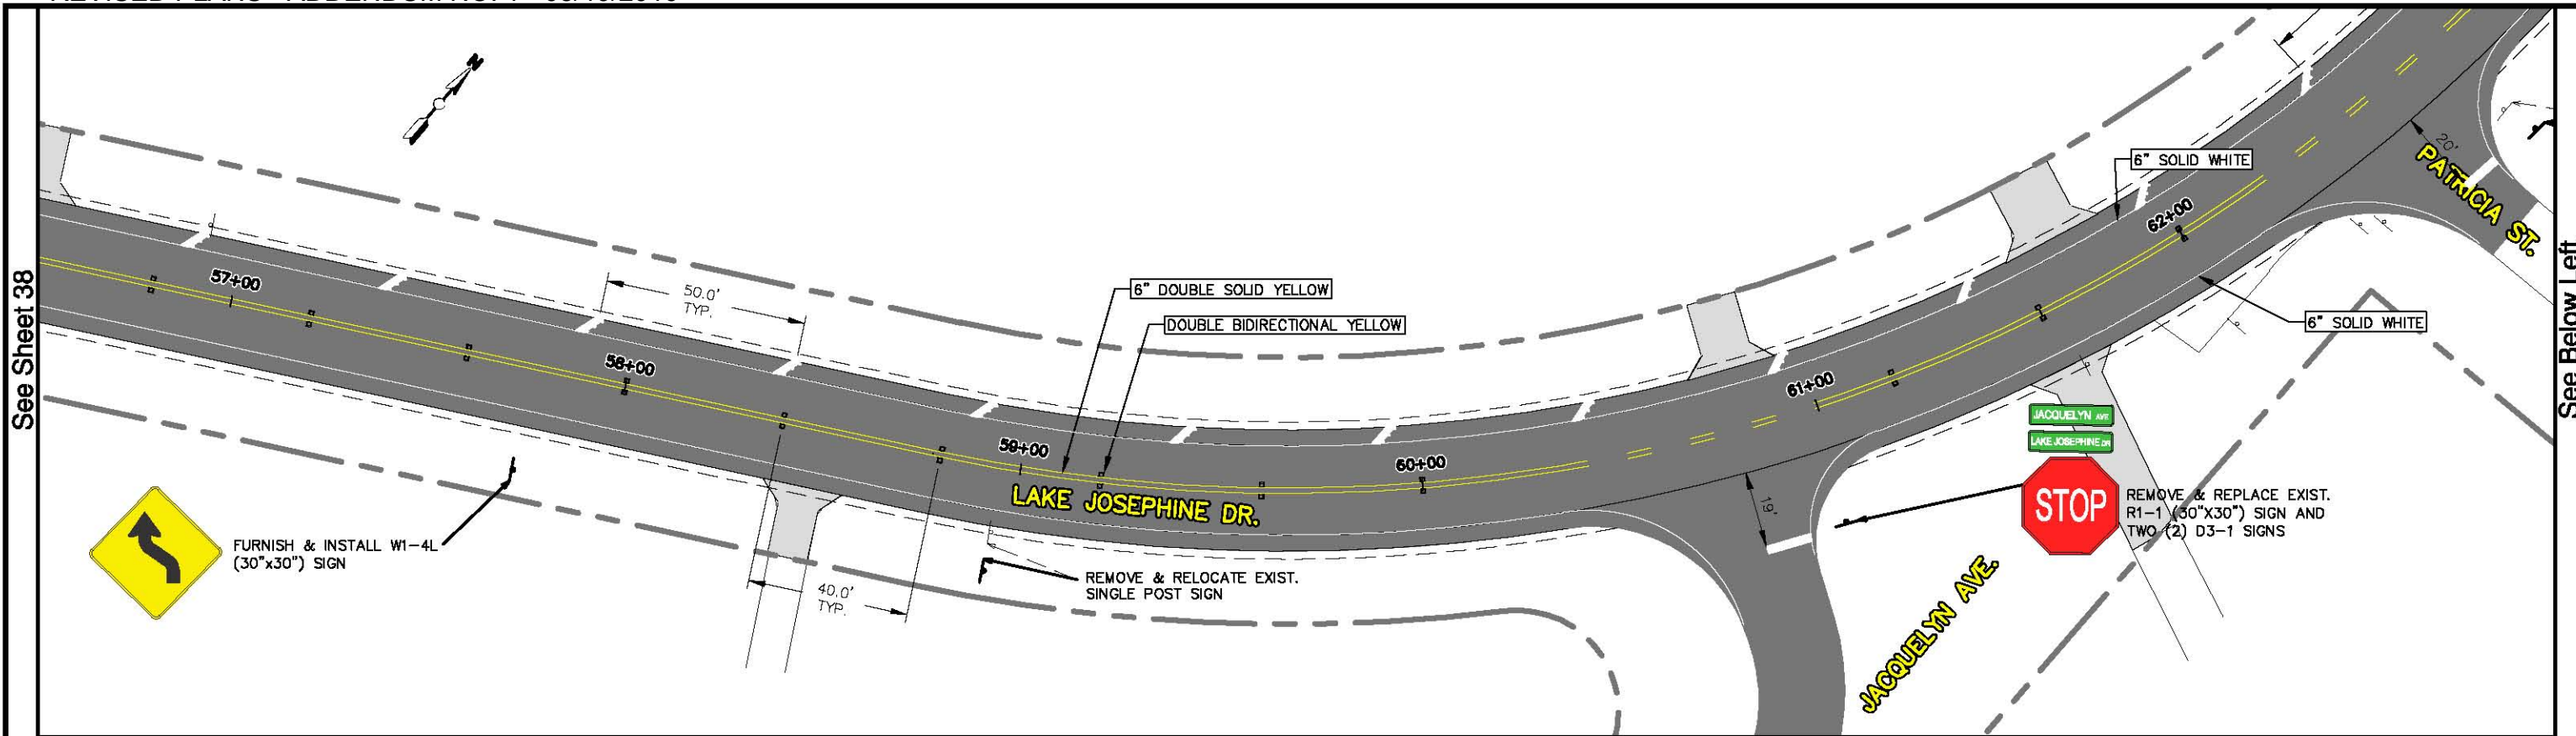 See Sheet 38
N
57+00
50.0'
TYP.
58+00
6" DOUBLE SOLID YELLOW
DOUBLE BIDIRECTIONAL YELLOW
59+00
LAKE JOSEPHINE DR.
60+00
61+00
6" SOLID WHITE
62+00
20'
PATRICIA ST.
6" SOLID WHITE
See Below Left
FURNISH & INSTALL W1-4L
(30"x30") SIGN
40.0'
TYP.
REMOVE & RELOCATE EXIST.
SINGLE POST SIGN
19'
JACQUELYN AVE
LAKE JOSEPHINE DR
STOP
REMOVE & REPLACE EXIST.
R1-1 (30"X30") SIGN AND
TWO (2) D3-1 SIGNS
JACQUELYN AVE.